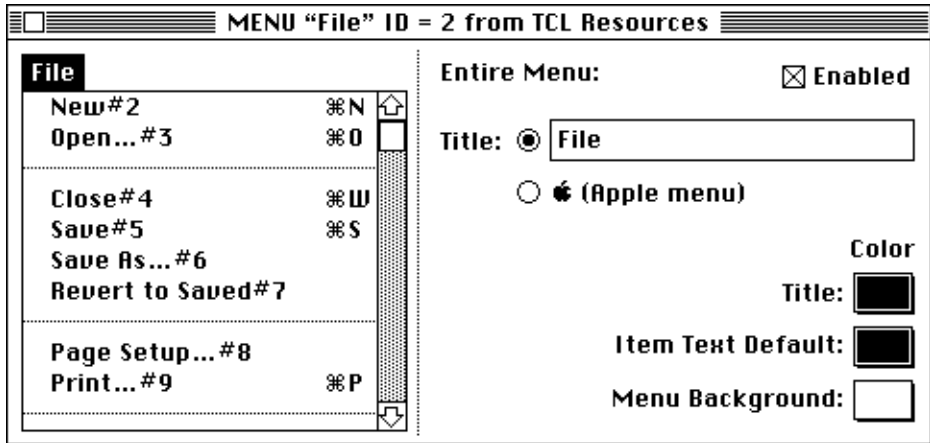 MENU “File” ID = 2 from TCL Resources
File
New#2 ⌘N
Open...#3 ⌘O
Close#4 ⌘W
Save#5 ⌘S
Save As...#6
Revert to Saved#7
Page Setup...#8
Print...#9 ⌘P
Entire Menu: Enabled
Title: File
(Apple menu)
Color
Title:
Item Text Default:
Menu Background: